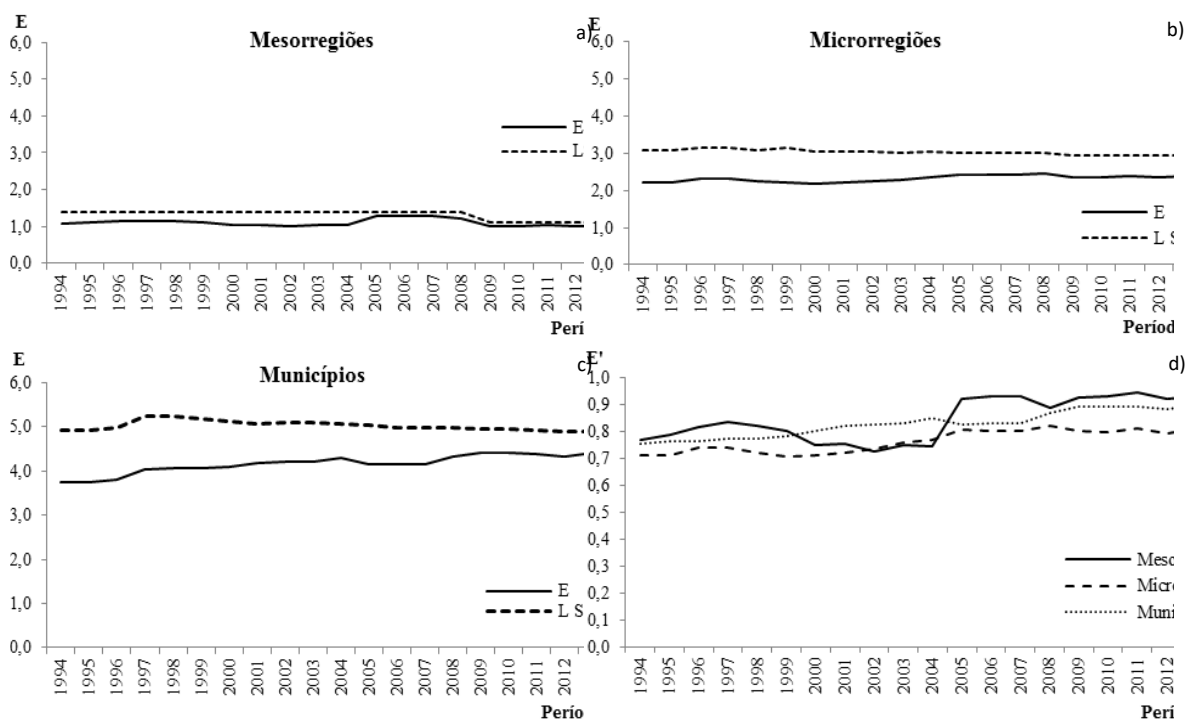 E
a)
Mesorregiões
6,0
5,0
4,0
3,0
2,0
1,0
0,0
E
L
1994 1995 1996 1997 1998 1999 2000 2001 2002 2003 2004 2005 2006 2007 2008 2009 2010 2011 2012
Perí
E
b)
Microrregiões
6,0
5,0
4,0
3,0
2,0
1,0
0,0
E
L S
1994 1995 1996 1997 1998 1999 2000 2001 2002 2003 2004 2005 2006 2007 2008 2009 2010 2011 2012
Períod
E
c)
Municípios
6,0
5,0
4,0
3,0
2,0
1,0
0,0
E
L S
1994 1995 1996 1997 1998 1999 2000 2001 2002 2003 2004 2005 2006 2007 2008 2009 2010 2011 2012
Perío
E'
d)
1,0
0,9
0,8
0,7
0,6
0,5
0,4
0,3
0,2
0,1
0,0
Meso
Micro
Muni
1994 1995 1996 1997 1998 1999 2000 2001 2002 2003 2004 2005 2006 2007 2008 2009 2010 2011 2012
Perí